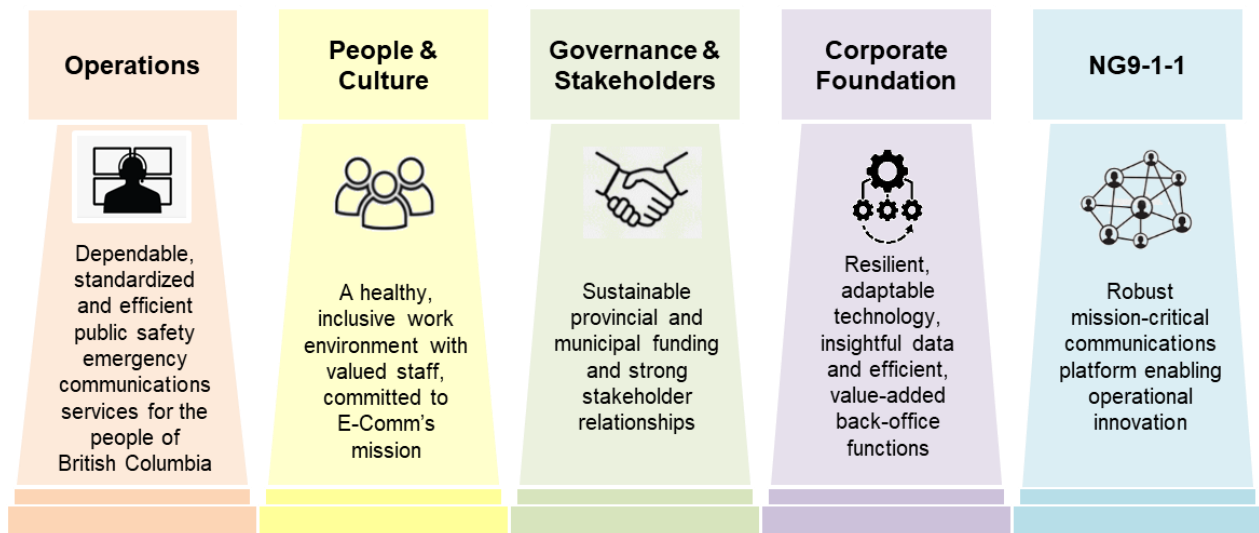 Operations
Dependable,
standardized
and efficient
public safety
emergency
communications
services for the
people of
British Columbia
People &
Culture
A healthy,
inclusive work
environment with
valued staff,
committed to
E-Comm’s
mission
Governance &
Stakeholders
Sustainable
provincial and
municipal funding
and strong
stakeholder
relationships
Corporate
Foundation
Resilient,
adaptable
technology,
insightful data
and efficient,
value-added
back-office
functions
NG9-1-1
Robust
mission-critical
communications
platform enabling
operational
innovation